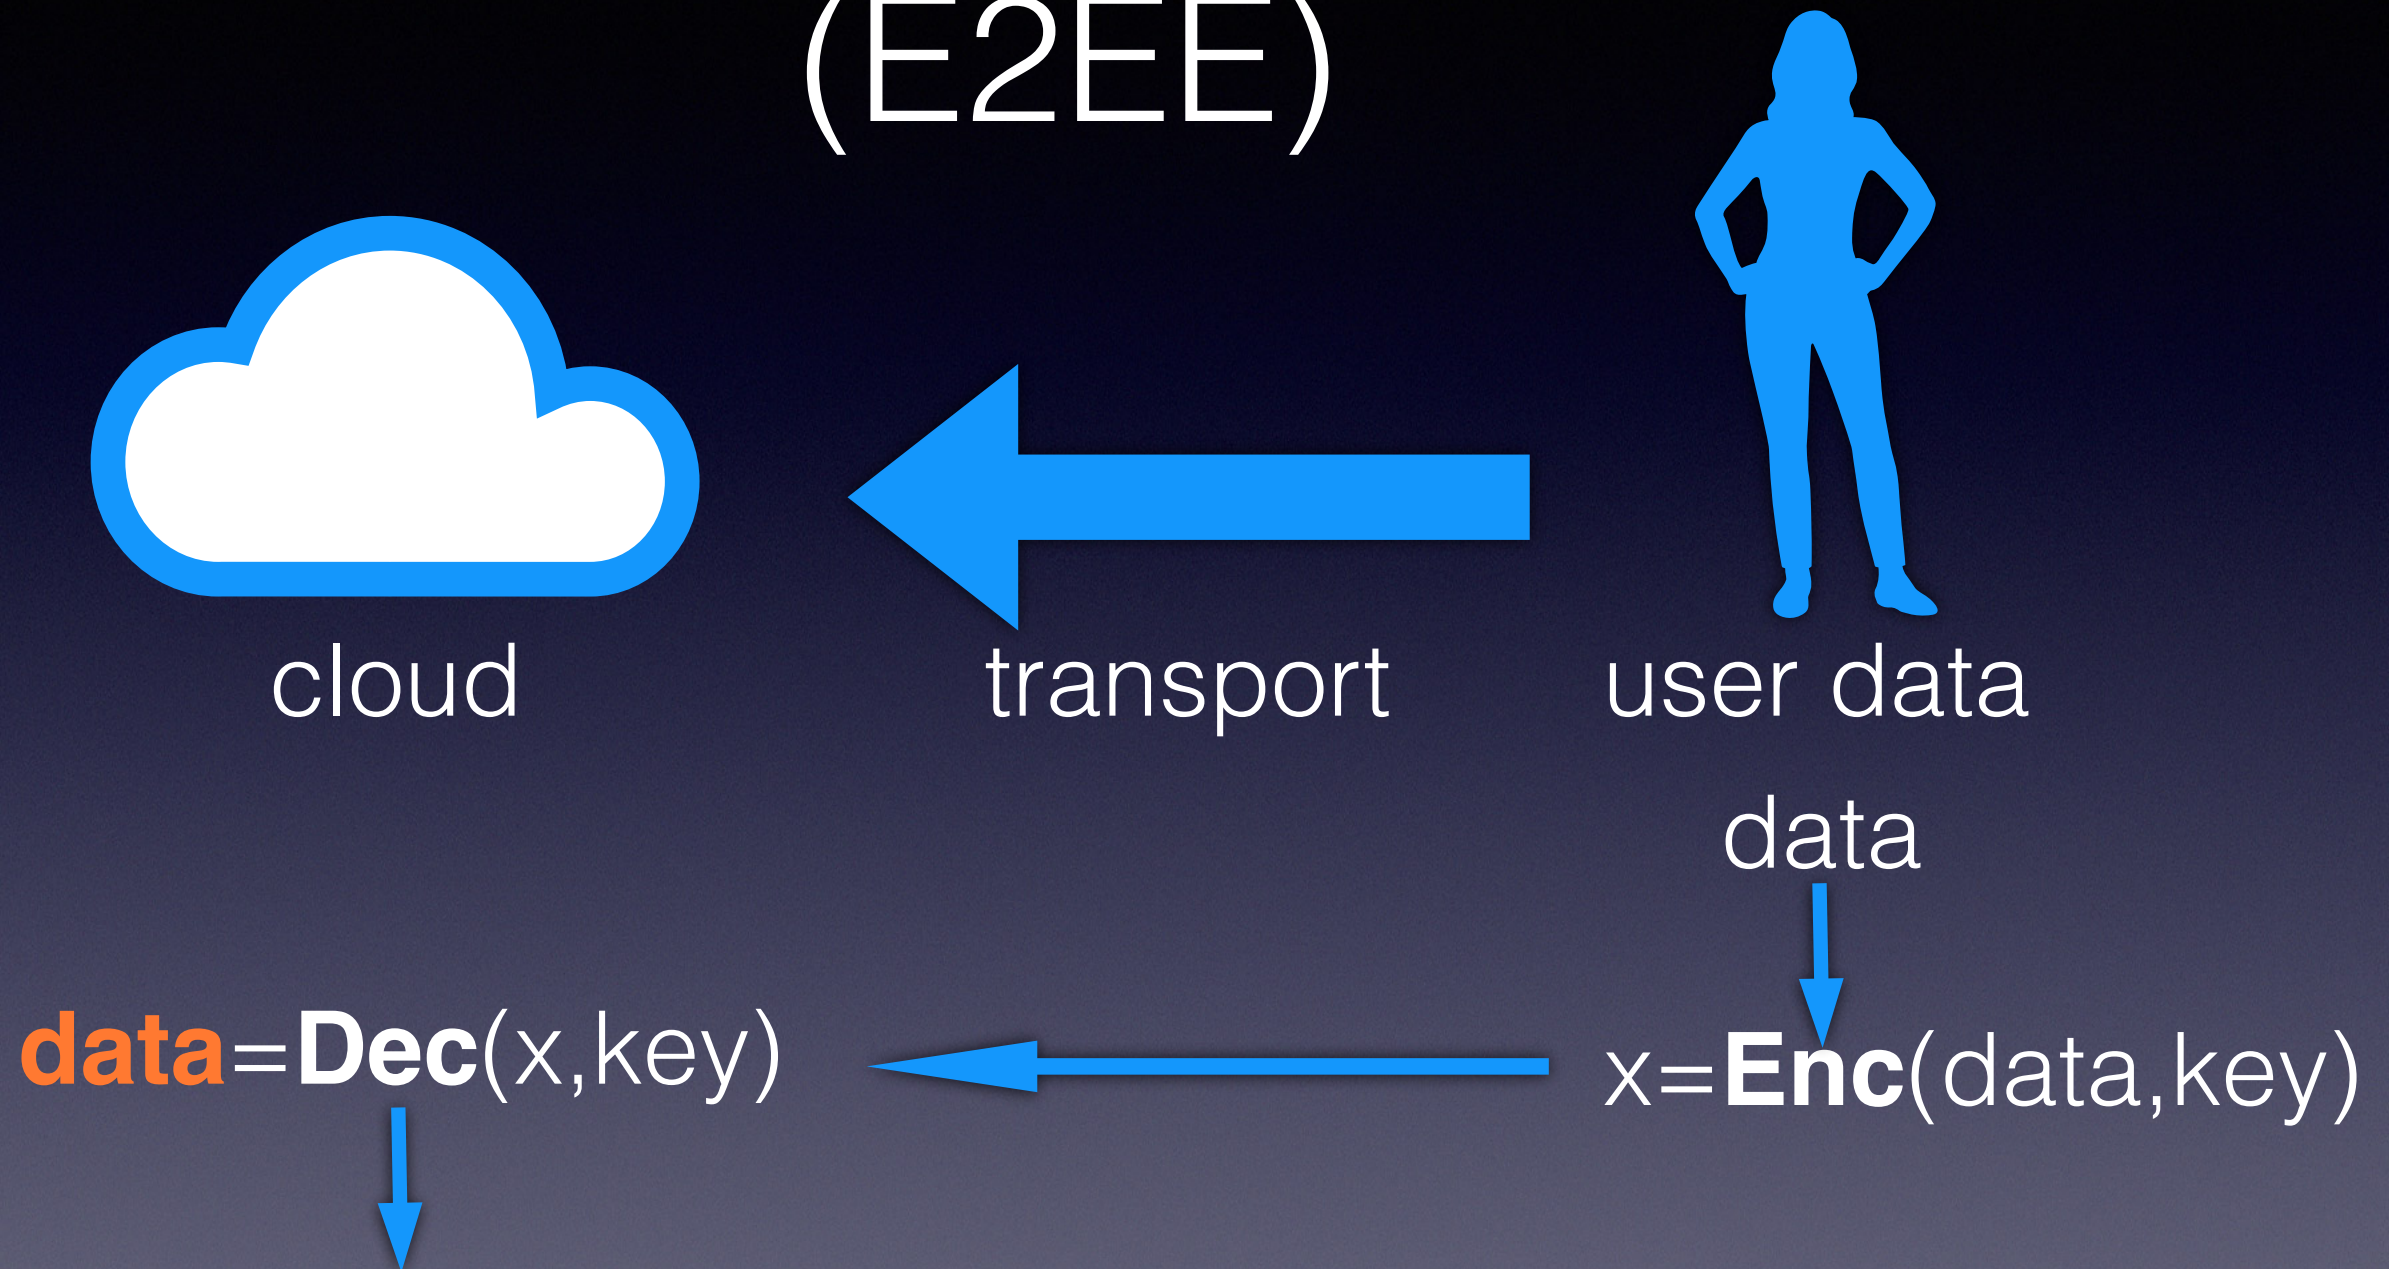 (E2EE)
cloud
transport
user data
data
data=Dec(x,key)
x=Enc(data,key)